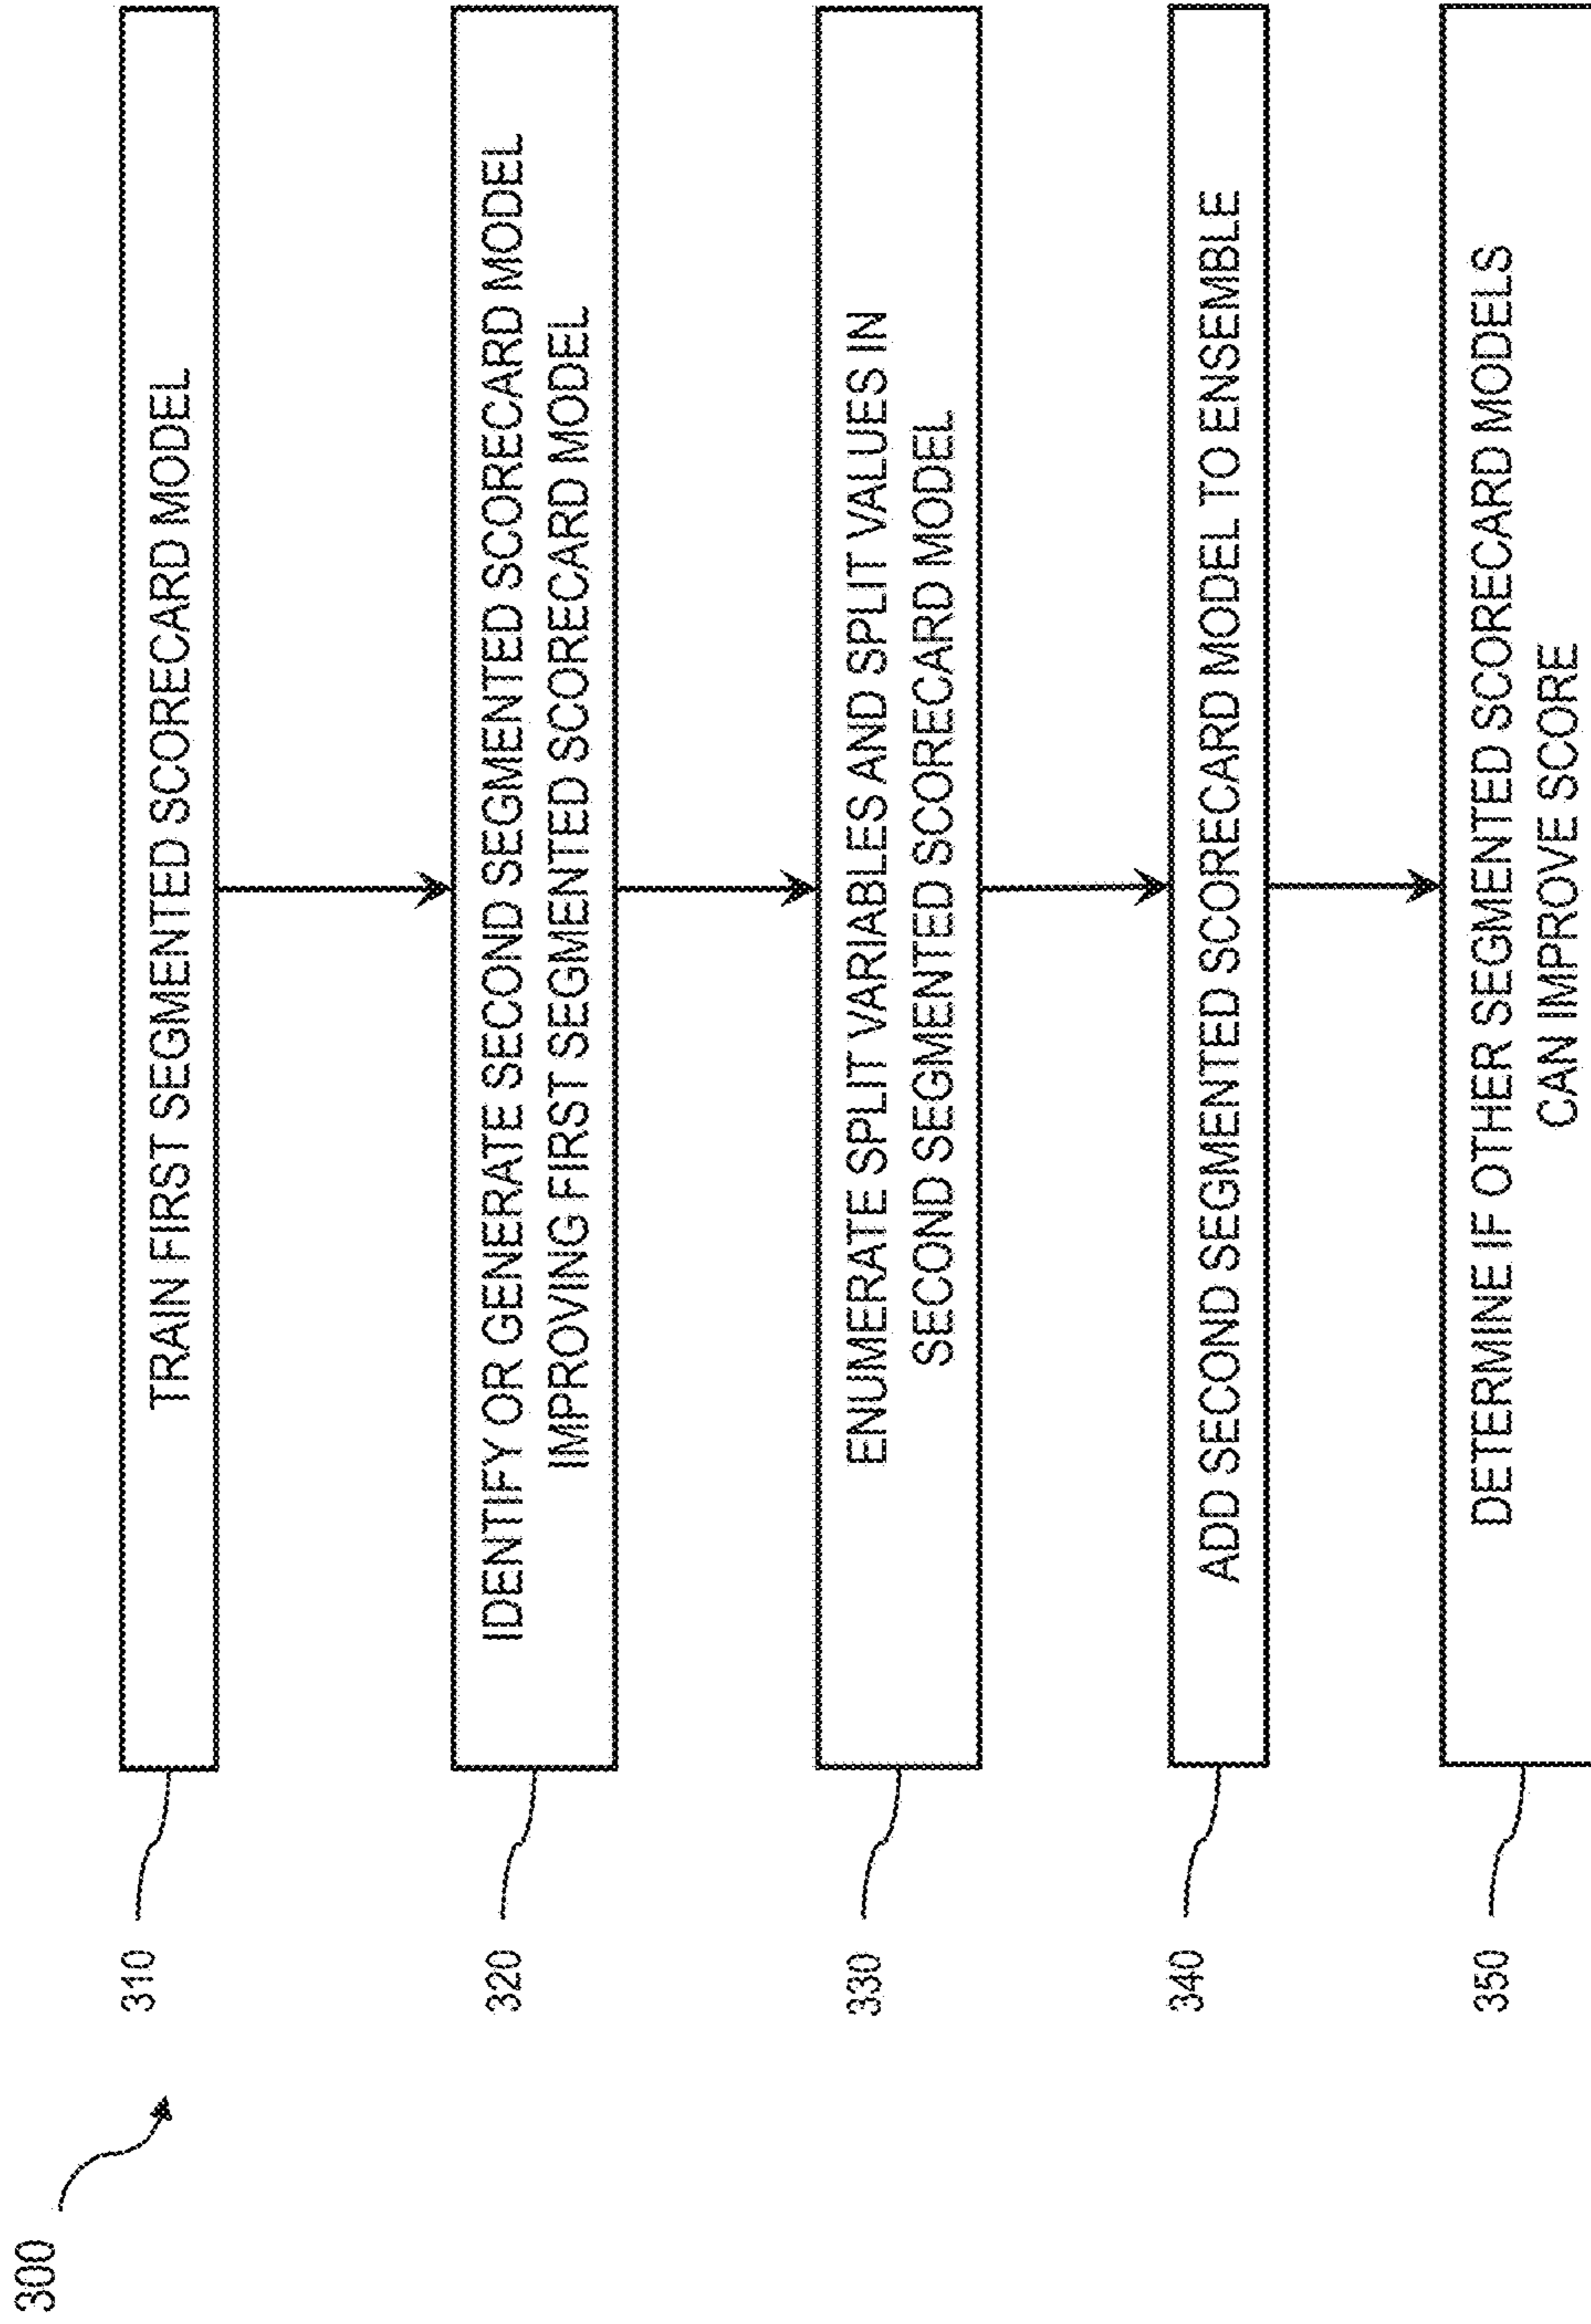 300
310
TRAIN FIRST SEGMENTED SCORECARD MODEL
320
IDENTIFY OR GENERATE SECOND SEGMENTED SCORECARD MODEL
IMPROVING FIRST SEGMENTED SCORECARD MODEL
330
ENUMERATE SPLIT VARIABLES AND SPLIT VALUES IN
SECOND SEGMENTED SCORECARD MODEL
340
ADD SECOND SEGMENTED SCORECARD MODEL TO ENSEMBLE
350
DETERMINE IF OTHER SEGMENTED SCORECARD MODELS
CAN IMPROVE SCORE